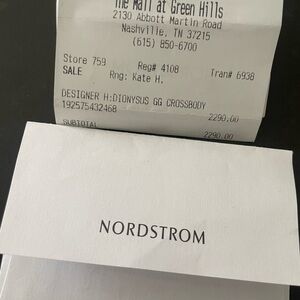 The Mall at Green Hills
2130 Abbott Martin Road
Nashville, TN 37215
(615) 850-6700
Store 759 Reg# 4108 Tran# 6938
SALE Rng: Kate H.
DESIGNER H:DIONYSUS GG CROSSBODY
192575432468 2290.00
SUBTOTAL 2290.00
NORDSTROM